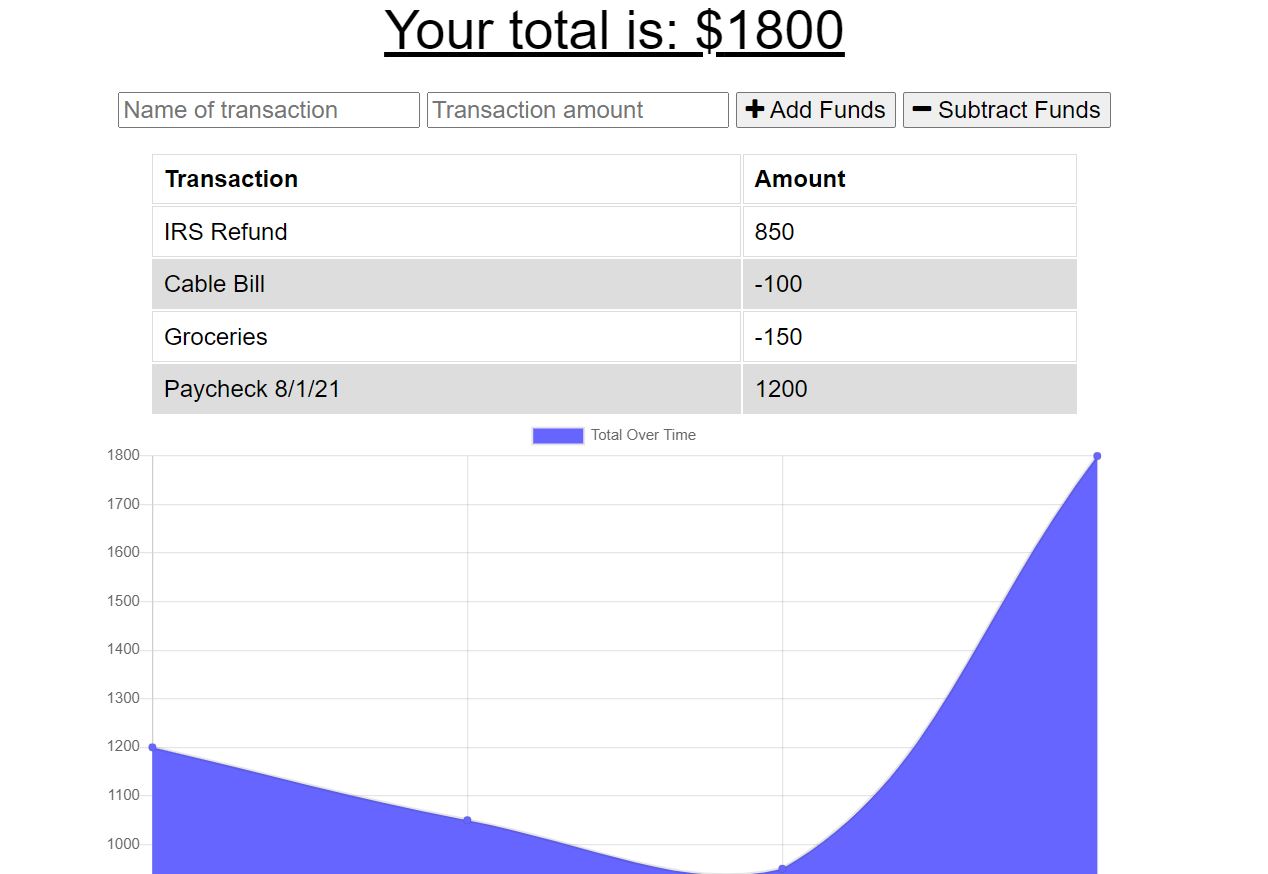 Your total is: $1800
Name of transaction Transaction amount Add Funds Subtract Funds
Transaction Amount
IRS Refund 850
Cable Bill -100
Groceries -150
Paycheck 8/1/21 1200
Total Over Time
1800
1700
1600
1500
1400
1300
1200
1100
1000